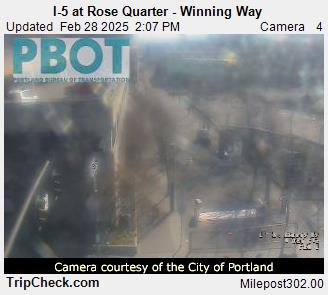 I-5 at Rose Quarter - Winning Way
Updated Feb 28 2025 2:07 PM Camera 4
PBOT
PORTLAND BUREAU OF TRANSPORTATION
Camera courtesy of the City of Portland
TripCheck.com Milepost302.00